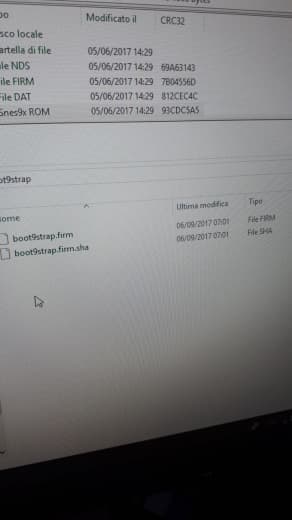 Modificato il CRC32
sco locale
artella di file 05/06/2017 14:29
le NDS 05/06/2017 14:29 69A63143
ile FIRM 05/06/2017 14:29 7B04556D
File DAT 05/06/2017 14:29 812CEC4C
Snes9x ROM 05/06/2017 14:29 93CDC5A5
ot9strap
ome Ultima modifica Tipo
boot9strap.firm 06/09/2017 07:01 File FIRM
boot9strap.firm.sha 06/09/2017 07:01 File SHA